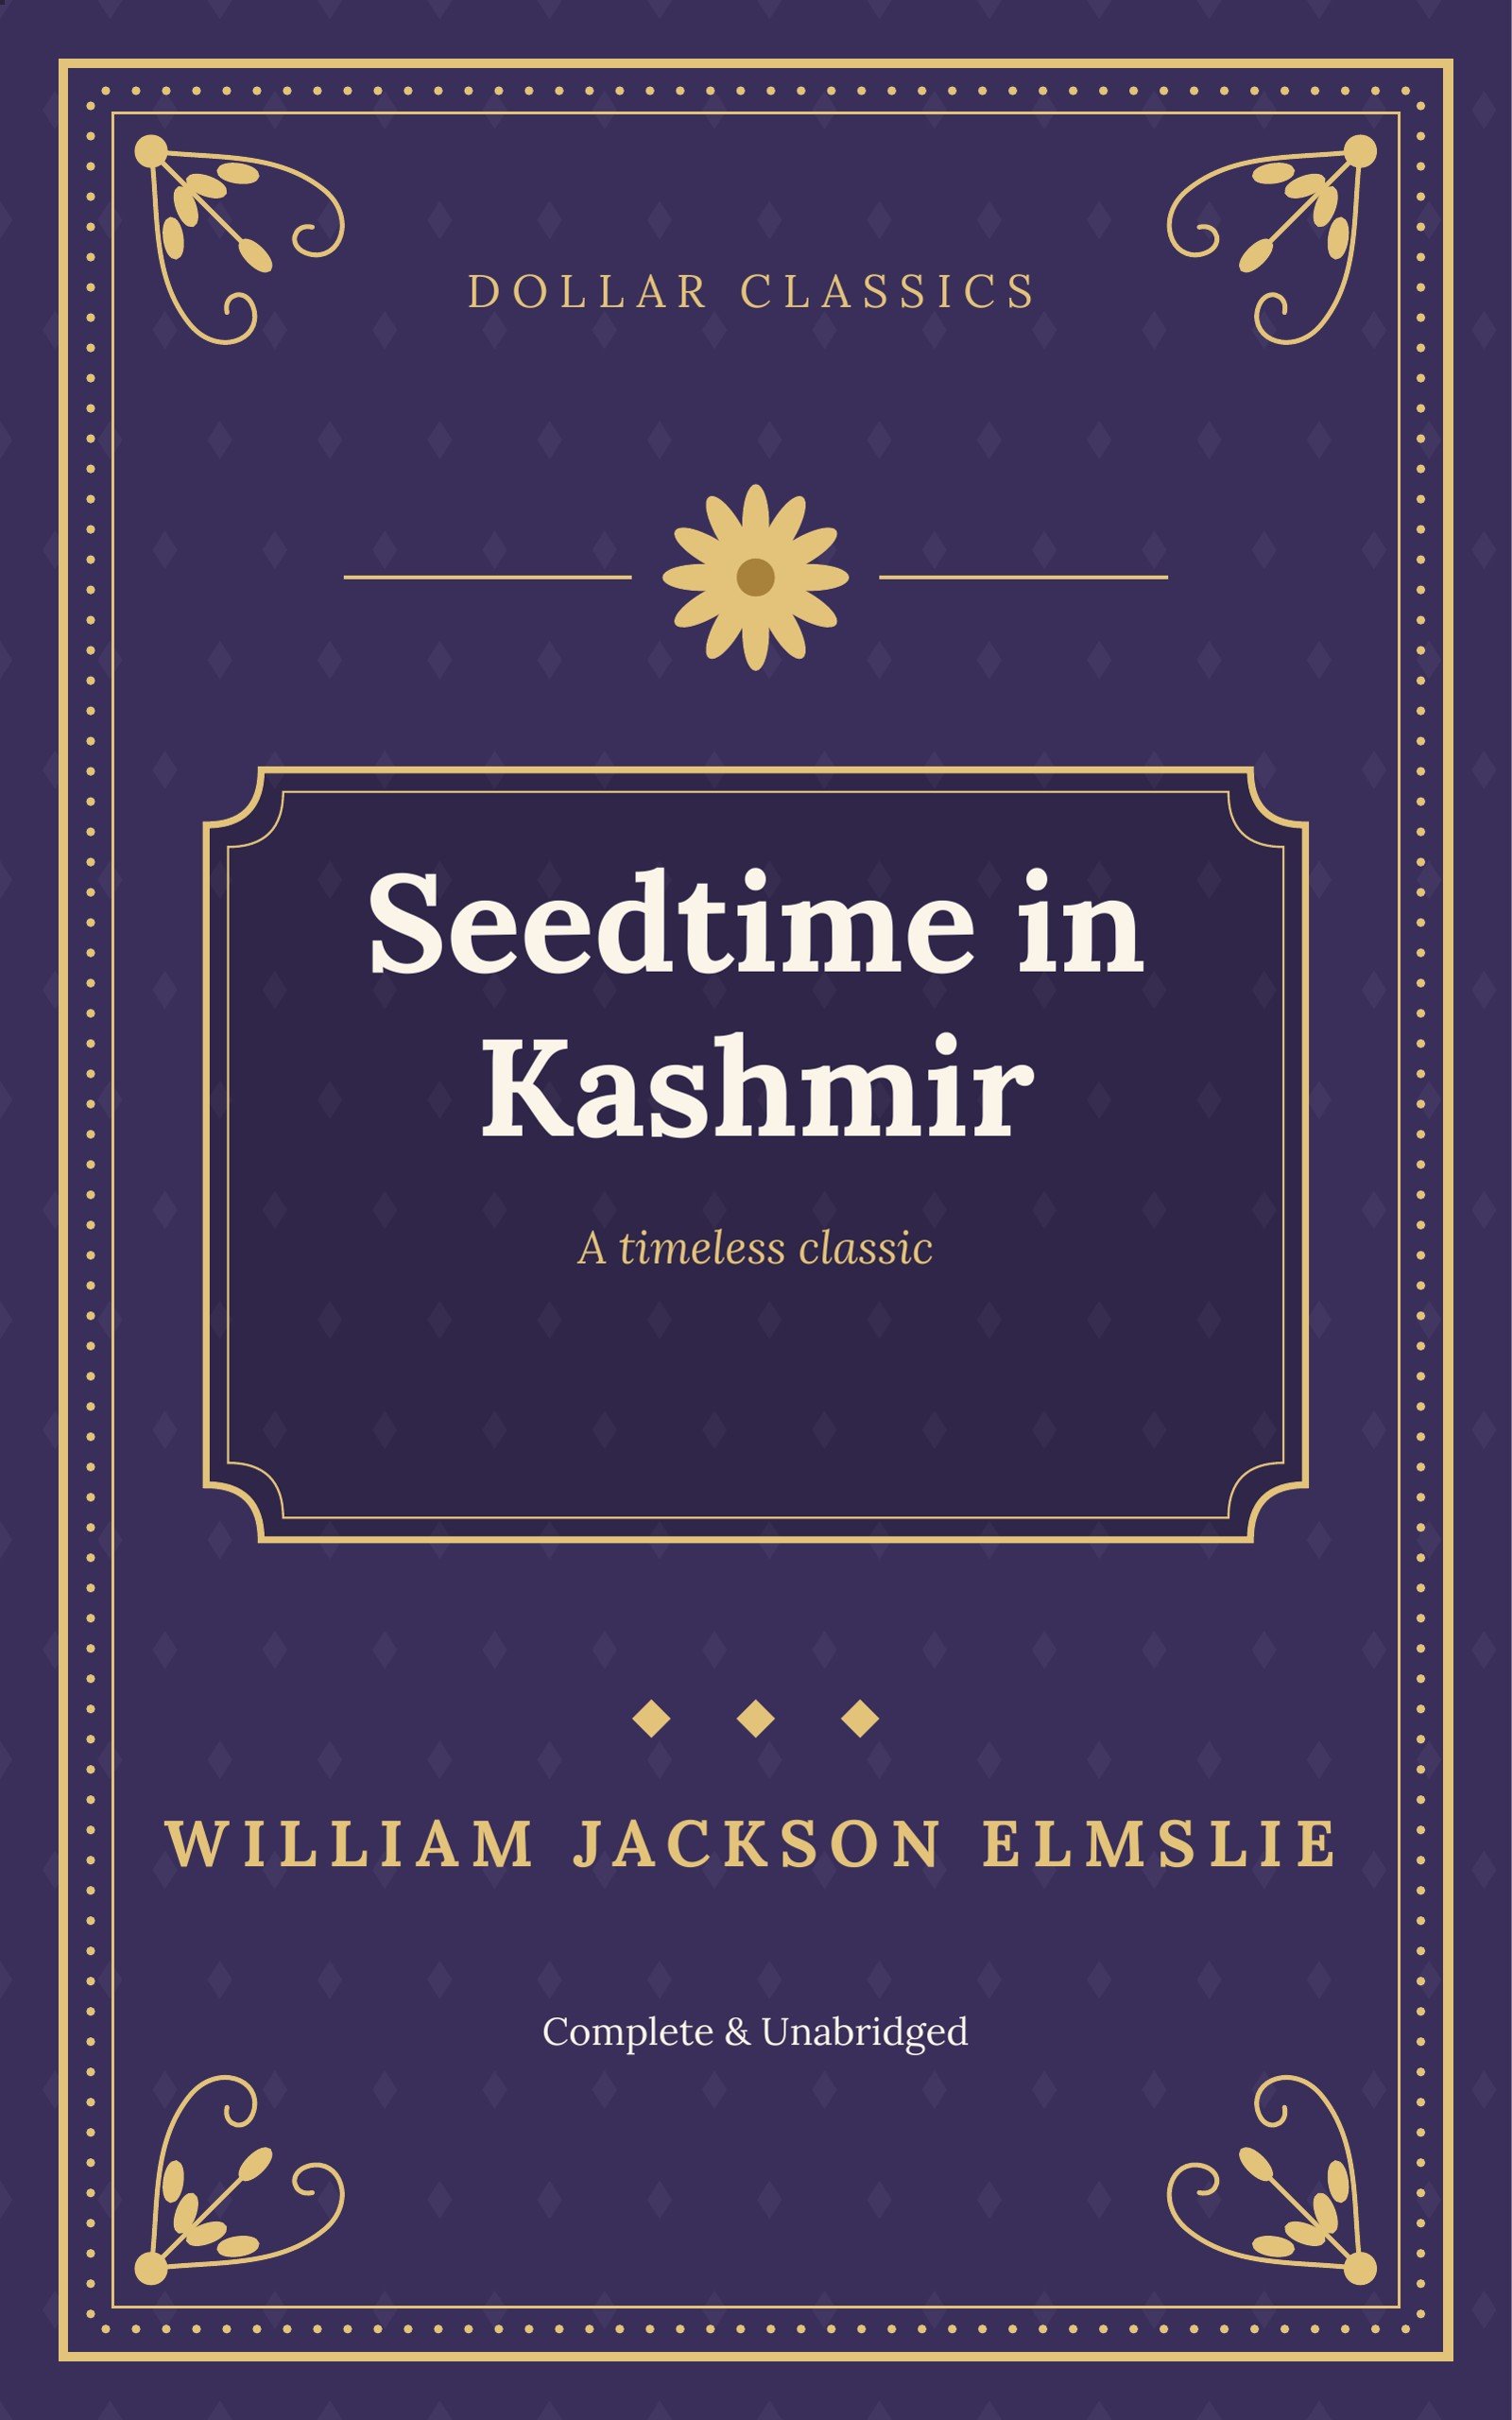 DOLLAR CLASSICS
Seedtime in
Kashmir
A timeless classic
WILLIAM JACKSON ELMSLIE
Complete & Unabridged